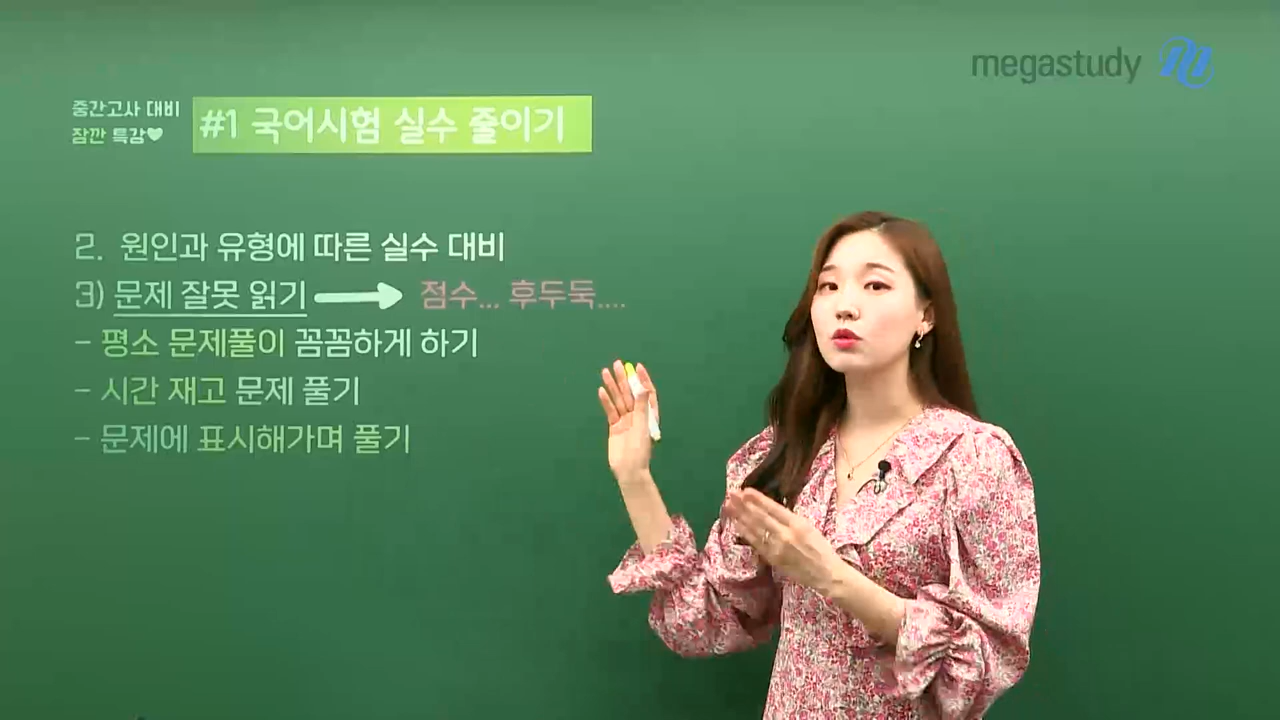 중간고사 대비
잠깐 특강♥
#1 국어시험 실수 줄이기
megastudy
2. 원인과 유형에 따른 실수 대비
3) 문제 잘못 읽기 → 점수... 후두둑....
- 평소 문제풀이 꼼꼼하게 하기
- 시간 재고 문제 풀기
- 문제에 표시해가며 풀기